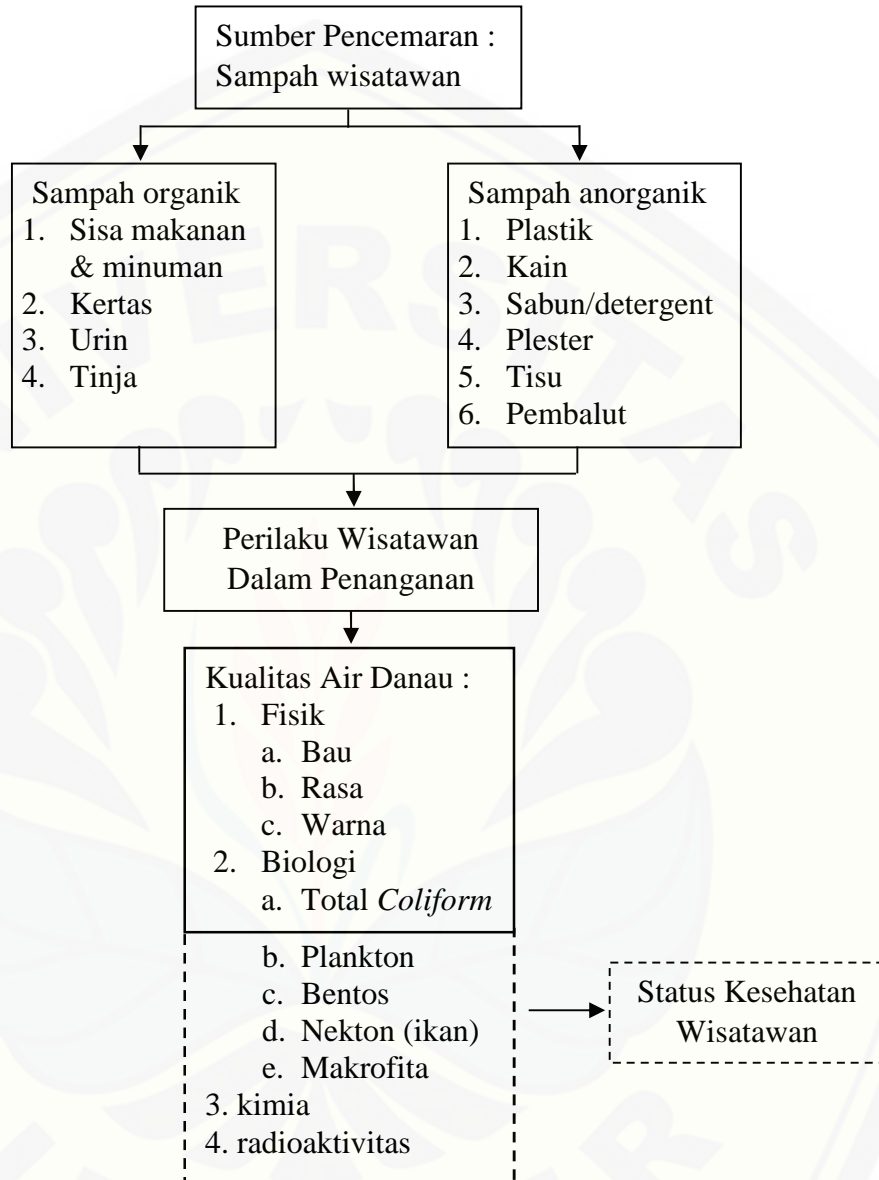 Sumber Pencemaran :
Sampah wisatawan
Sampah organik
1. Sisa makanan
& minuman
2. Kertas
3. Urin
4. Tinja
Sampah anorganik
1. Plastik
2. Kain
3. Sabun/detergent
4. Plester
5. Tisu
6. Pembalut
Perilaku Wisatawan
Dalam Penanganan
Kualitas Air Danau :
1. Fisik
a. Bau
b. Rasa
c. Warna
2. Biologi
a. Total Coliform
b. Plankton
c. Bentos
d. Nekton (ikan)
e. Makrofita
3. kimia
4. radioaktivitas
Status Kesehatan
Wisatawan